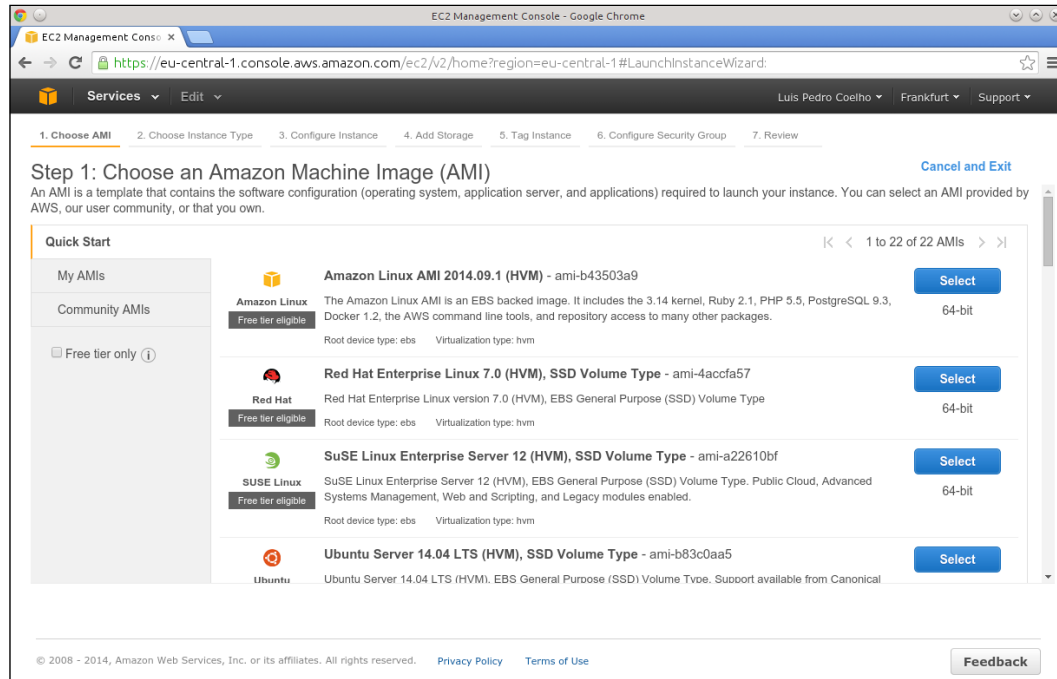 EC2 Management Console - Google Chrome
EC2 Management Conso
https://eu-central-1.console.aws.amazon.com/ec2/v2/home?region=eu-central-1#LaunchInstanceWizard:
Services Edit Luis Pedro Coelho Frankfurt Support
1. Choose AMI 2. Choose Instance Type 3. Configure Instance 4. Add Storage 5. Tag Instance 6. Configure Security Group 7. Review
Step 1: Choose an Amazon Machine Image (AMI)
Cancel and Exit
An AMI is a template that contains the software configuration (operating system, application server, and applications) required to launch your instance. You can select an AMI provided by
AWS, our user community, or that you own.
Quick Start
1 to 22 of 22 AMIs
My AMIs
Community AMIs
Free tier only
Amazon Linux
Free tier eligible
Amazon Linux AMI 2014.09.1 (HVM) - ami-b43503a9
The Amazon Linux AMI is an EBS backed image. It includes the 3.14 kernel, Ruby 2.1, PHP 5.5, PostgreSQL 9.3,
Docker 1.2, the AWS command line tools, and repository access to many other packages.
Root device type: ebs Virtualization type: hvm
Select
64-bit
Red Hat
Free tier eligible
Red Hat Enterprise Linux 7.0 (HVM), SSD Volume Type - ami-4accfa57
Red Hat Enterprise Linux version 7.0 (HVM), EBS General Purpose (SSD) Volume Type
Root device type: ebs Virtualization type: hvm
Select
64-bit
SUSE Linux
Free tier eligible
SuSE Linux Enterprise Server 12 (HVM), SSD Volume Type - ami-a22610bf
SuSE Linux Enterprise Server 12 (HVM), EBS General Purpose (SSD) Volume Type. Public Cloud, Advanced
Systems Management, Web and Scripting, and Legacy modules enabled.
Root device type: ebs Virtualization type: hvm
Select
64-bit
Ubuntu
Ubuntu Server 14.04 LTS (HVM), SSD Volume Type - ami-b83c0aa5
Ubuntu Server 14.04 LTS (HVM), EBS General Purpose (SSD) Volume Type. Support available from Canonical
Select
© 2008 - 2014, Amazon Web Services, Inc. or its affiliates. All rights reserved. Privacy Policy Terms of Use
Feedback